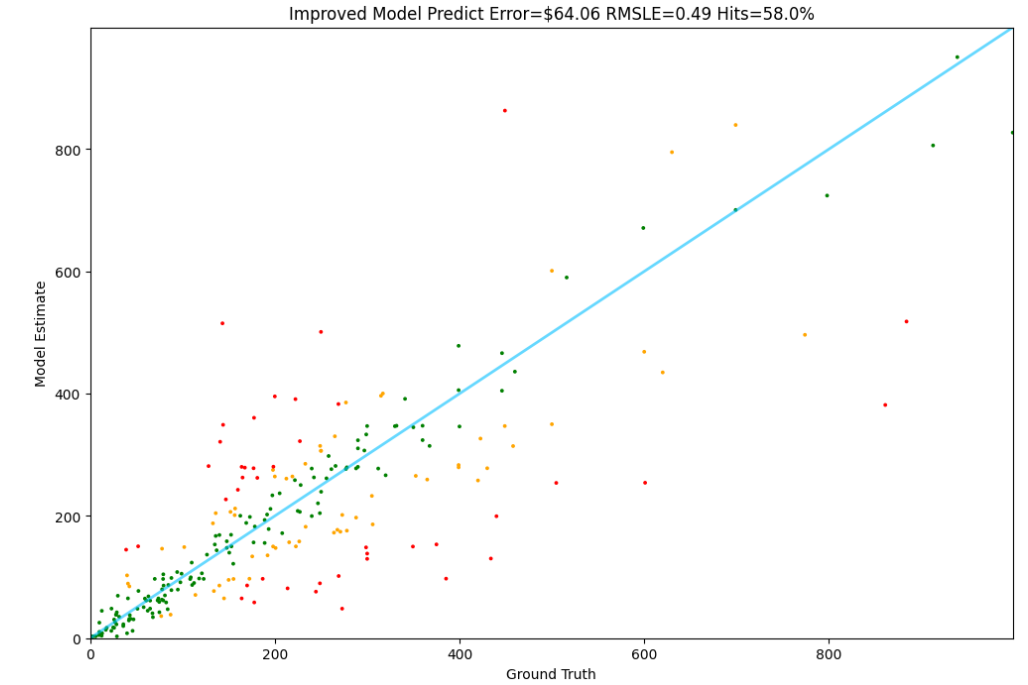 Improved Model Predict Error=$64.06 RMSLE=0.49 Hits=58.0%
Model Estimate
800
600
400
200
0
0 200 400 600 800
Ground Truth